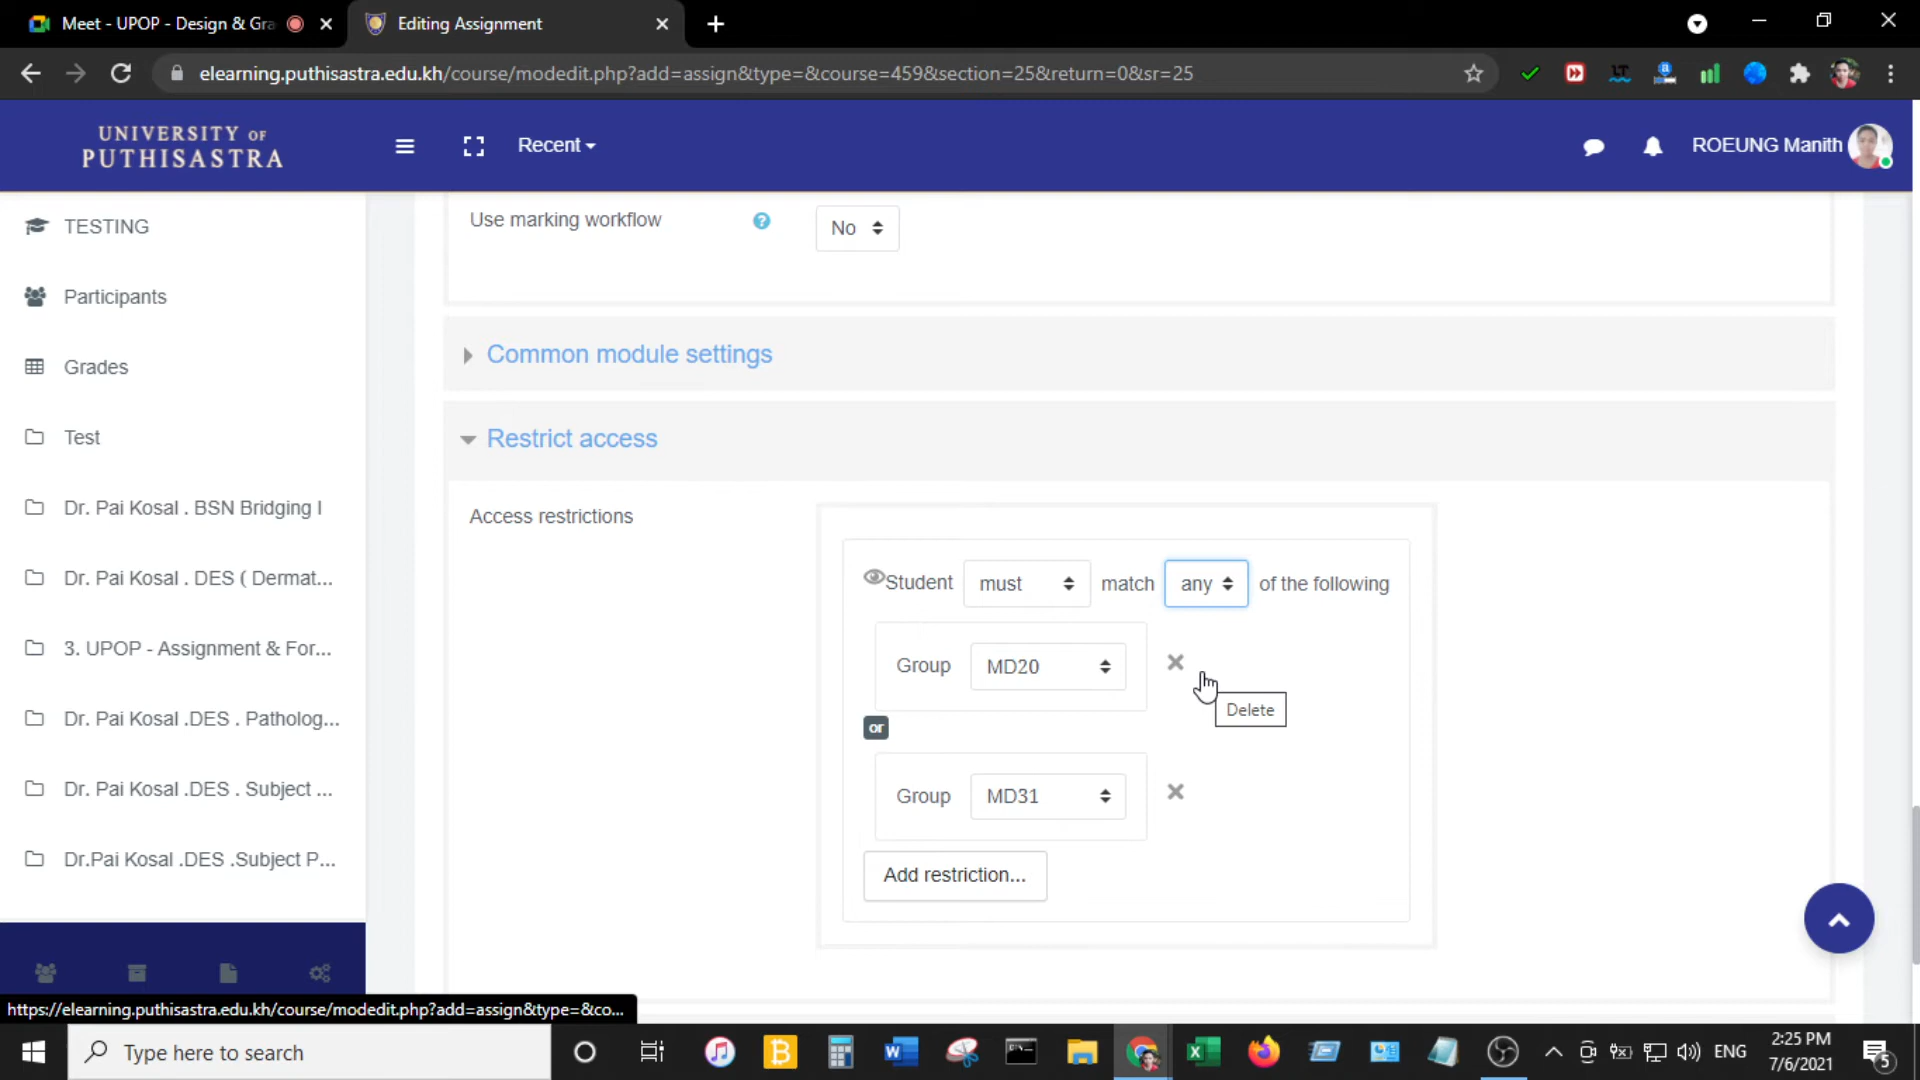 Meet - UPOP - Design & Gra
Editing Assignment
elearning.puthisastra.edu.kh/course/modedit.php?add=assign&type=&course=459&section=25&return=0&sr=25
UNIVERSITY OF
PUTHISASTRA
Recent
ROEUNG Manith
TESTING
Participants
Grades
Test
Dr. Pai Kosal . BSN Bridging I
Dr. Pai Kosal . DES ( Dermat...
3. UPOP - Assignment & For...
Dr. Pai Kosal .DES . Patholog...
Dr. Pai Kosal .DES . Subject ...
Dr.Pai Kosal .DES .Subject P...
Use marking workflow
?
No
Common module settings
Restrict access
Access restrictions
Student must match any of the following
Group MD20
Delete
or
Group MD31
Add restriction...
https://elearning.puthisastra.edu.kh/course/modedit.php?add=assign&type=&co...
Type here to search
ENG
2:25 PM
7/6/2021
5